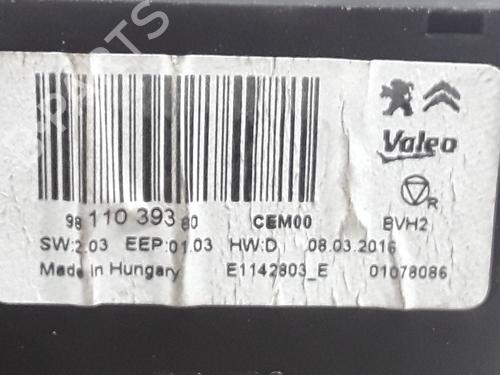 Valeo
R
98 110 393 80 CEM00 BVH2
SW:2.03 EEP:01.03 HW:D 08.03.2016
Made In Hungary E1142803_E 01078086